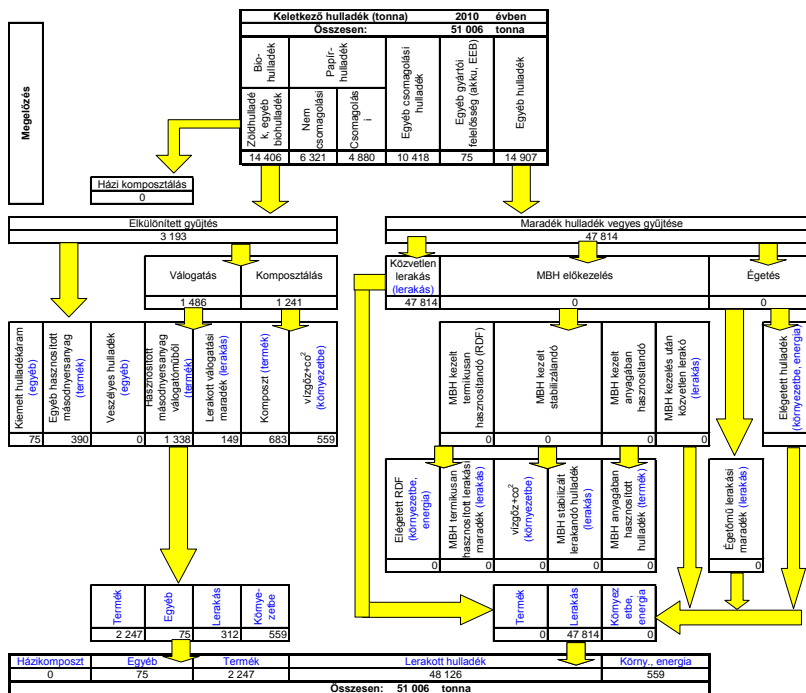 Keletkező hulladék (tonna) 2010 évben
Összesen: 51 006 tonna
Megelőzés
Bio-
hulladék
Papír-
hulladék
Zöldhulladé
k, egyéb
biohulladék
Nem
csomagolási
Csomagolás
i
Egyéb csomagolási
hulladék
Egyéb gyártói
felelősség (akku, EEB)
Egyéb hulladék
14 406 6 321 4 880 10 418 75 14 907
Házi komposztálás
0
Elkülönített gyűjtés
3 193
Maradék hulladék vegyes gyűjtése
47 814
Válogatás Komposztálás
1 486 1 241
Közvetlen
lerakás
(lerakás)
MBH előkezelés
Égetés
47 814 0 0
Kiemelt hulladékáram
(egyéb)
Egyéb hasznosított
másodnyersanyag
(termék)
Veszélyes hulladék
(egyéb)
Hasznosított
másodnyersanyag
válogatóműből
(termék)
Lerakott válogatási
maradék (lerakás)
Komposzt (termék)
vízgőz+co²
(környezetbe)
75 390 0 1 338 149 683 559
MBH kezelt
termikusan
hasznosítandó (RDF)
MBH kezelt
stabilizálandó
MBH kezelt
anyagában
hasznosítandó
MBH kezelés után
közvetlen lerakó
(lerakás)
Elégetett hulladék
(környezetbe, energia)
0 0 0 0 0
Elégetett RDF
(környezetbe,
energia)
MBH termikusan
hasznosított lerakási
maradék (lerakás)
vízgőz+co²
(környezetbe)
MBH stabilizált
lerakandó hulladék
(lerakás)
MBH anyagában
hasznosított
hulladék (termék)
Égetőmű lerakási
maradék (lerakás)
0 0 0 0 0 0
Termék
Egyéb
Lerakás
Környe-
zetbe
2 247 75 312 559
Termék
Lerakás
Környez
etbe,
energia
0 47 814 0
Házikomposzt Egyéb Termék Lerakott hulladék Körny., energia
0 75 2 247 48 126 559
Összesen: 51 006 tonna